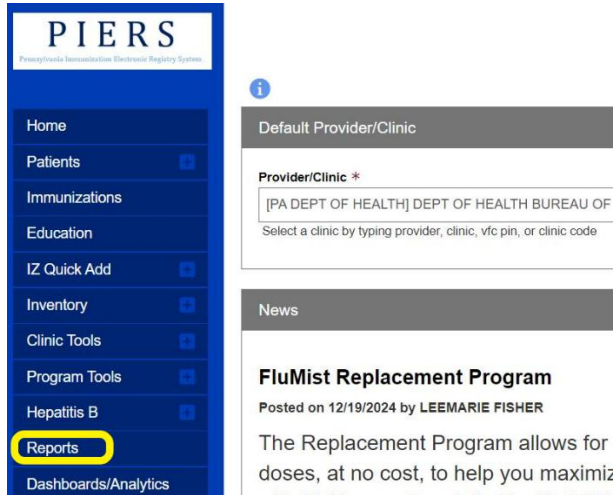 PIERS
Pennsylvania Immunization Electronic Registry System
Home
Patients
Immunizations
Education
IZ Quick Add
Inventory
Clinic Tools
Program Tools
Hepatitis B
Reports
Dashboards/Analytics
Default Provider/Clinic
Provider/Clinic *
[PA DEPT OF HEALTH] DEPT OF HEALTH BUREAU OF
Select a clinic by typing provider, clinic, vfc pin, or clinic code
News
FluMist Replacement Program
Posted on 12/19/2024 by LEEMARIE FISHER
The Replacement Program allows for
doses, at no cost, to help you maximiz